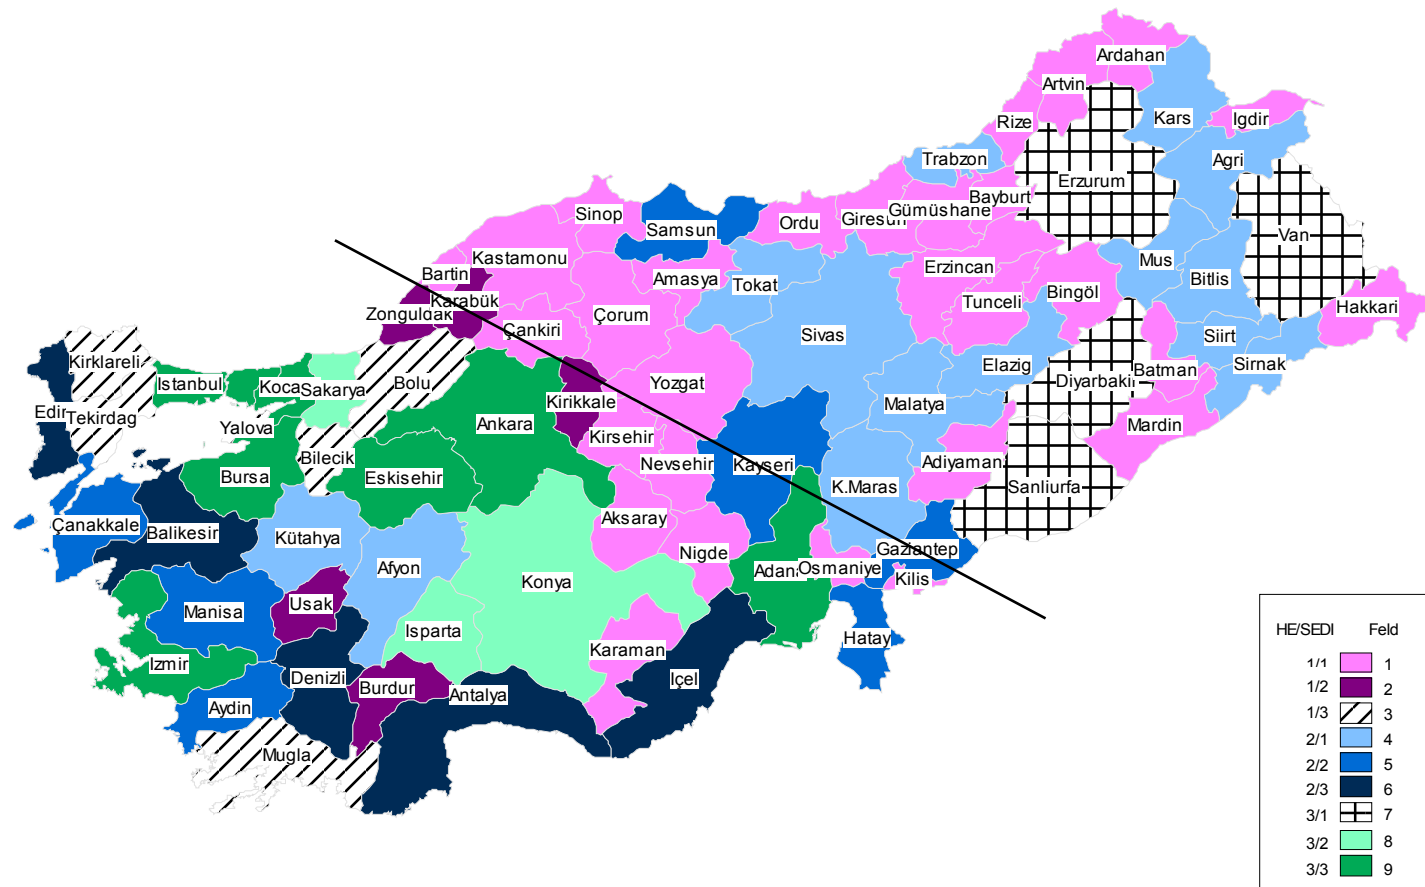 Ardahan
Artvin
Rize
Kars
Igdir
Trabzon
Agri
Erzurum
Bayburt
Gümüshane
Giresun
Ordu
Sinop
Samsun
Van
Kastamonu
Mus
Bitlis
Erzincan
Bartin
Amasya
Tokat
Karabük
Zonguldak
Tunceli
Bingöl
Hakkari
Çorum
Çankiri
Sivas
Siirt
Sirnak
Elazig
Batman
Diyarbakir
Kirklareli
Istanbul
Koca
Sakarya
Bolu
Yozgat
Kirikkale
Malatya
Edir
Tekirdag
Yalova
Ankara
Kirsehir
Mardin
Bilecik
Nevsehir
Kayseri
Adiyaman
Bursa
Eskisehir
K.Maras
Sanliurfa
Çanakkale
Balikesir
Kütahya
Aksaray
Nigde
Gaziantep
Afyon
Konya
Adana
Osmaniye
Kilis
Manisa
Usak
Isparta
Hatay
Izmir
Denizli
Burdur
Antalya
Karaman
Içel
Aydin
Mugla
HE/SEDI Feld
1/1 1
1/2 2
1/3 3
2/1 4
2/2 5
2/3 6
3/1 7
3/2 8
3/3 9